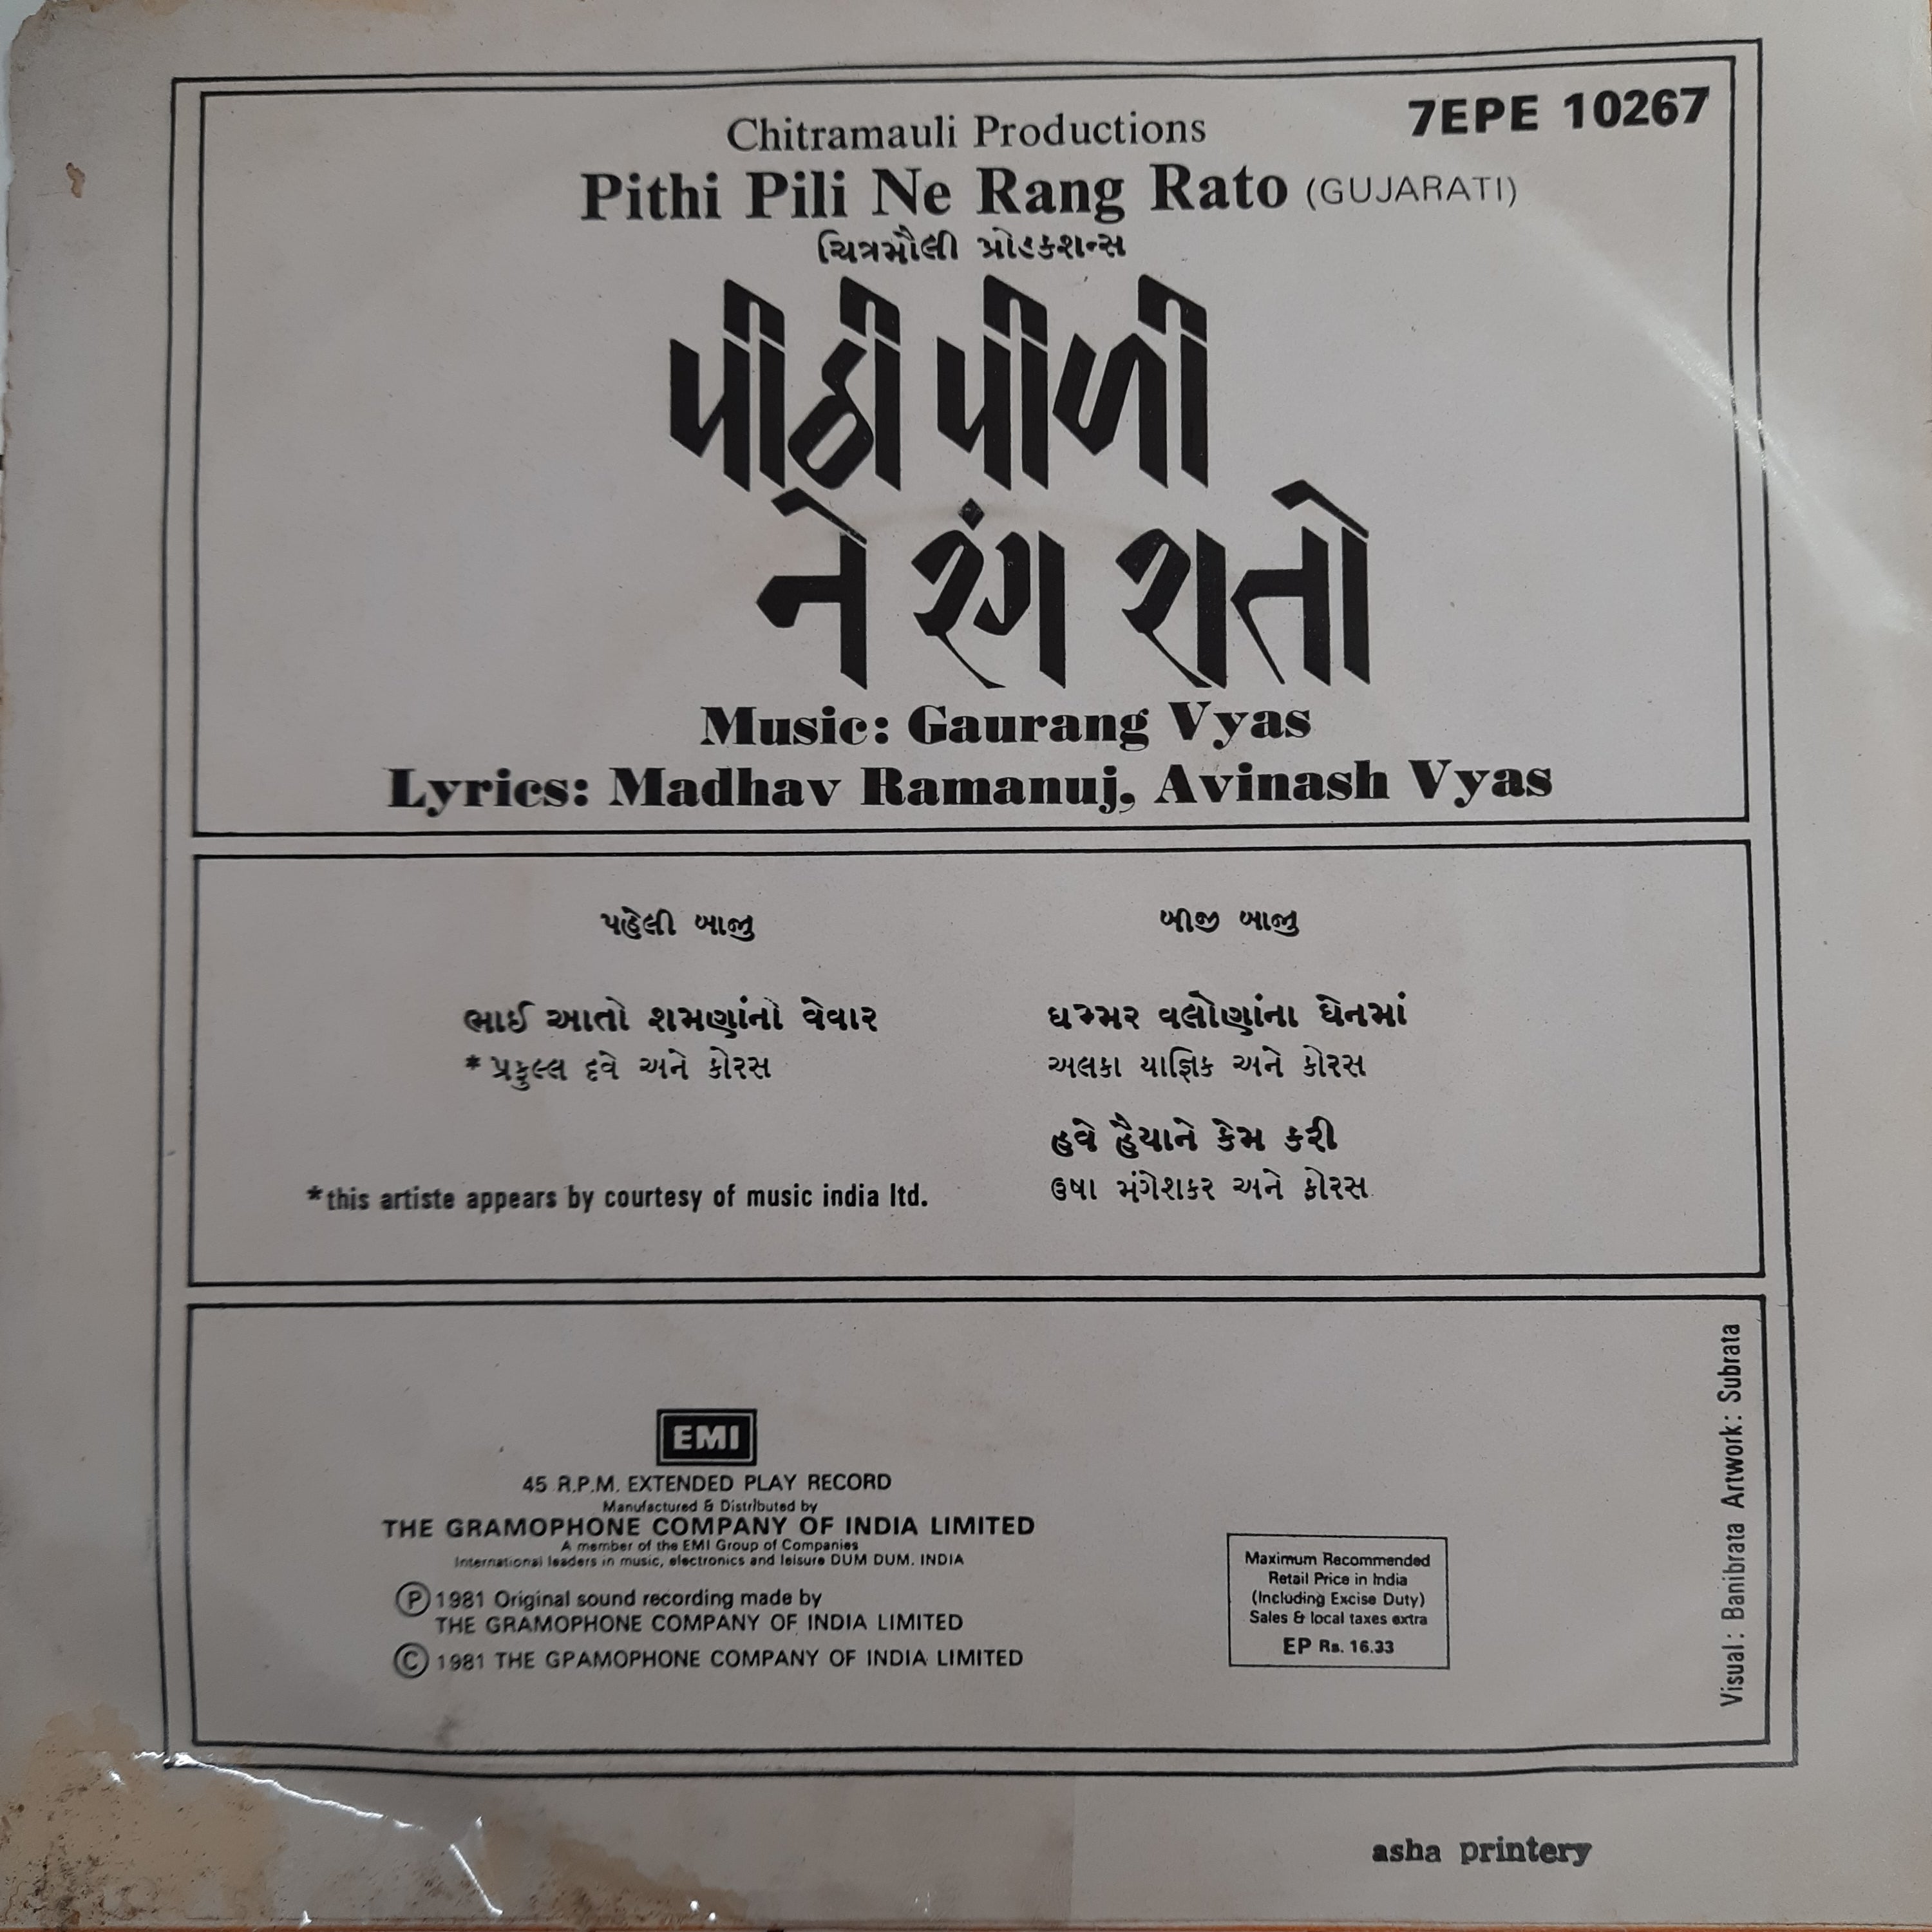 7EPE 10267
Chitramauli Productions
Pithi Pili Ne Rang Rato (GUJARATI)
ચિત્રમૌલી પ્રોડકશન્સ
પીઠી પીળી
ને રંગ રાતો
Music: Gaurang Vyas
Lyrics: Madhav Ramanuj, Avinash Vyas
પહેલી બાજુ
ભાઈ આતો શમણાંનો વેવાર
* પ્રફુલ્લ દવે અને કોરસ
*this artiste appears by courtesy of music india ltd.
બીજી બાજુ
ઘમ્મર વલોણાંના ઘેનમાં
અલકા યાજ્ઞિક અને કોરસ
હવે હૈયાને કેમ કરી
ઉષા મંગેશકર અને કોરસ
EMI
45 R.P.M. EXTENDED PLAY RECORD
Manufactured & Distributed by
THE GRAMOPHONE COMPANY OF INDIA LIMITED
A member of the EMI Group of Companies
International leaders in music, electronics and leisure DUM DUM. INDIA
Ⓟ 1981 Original sound recording made by
THE GRAMOPHONE COMPANY OF INDIA LIMITED
© 1981 THE GPAMOPHONE COMPANY OF INDIA LIMITED
Maximum Recommended
Retail Price in India
(Including Excise Duty)
Sales & local taxes extra
EP Rs. 16.33
Visual : Banibrata Artwork : Subrata
asha printery